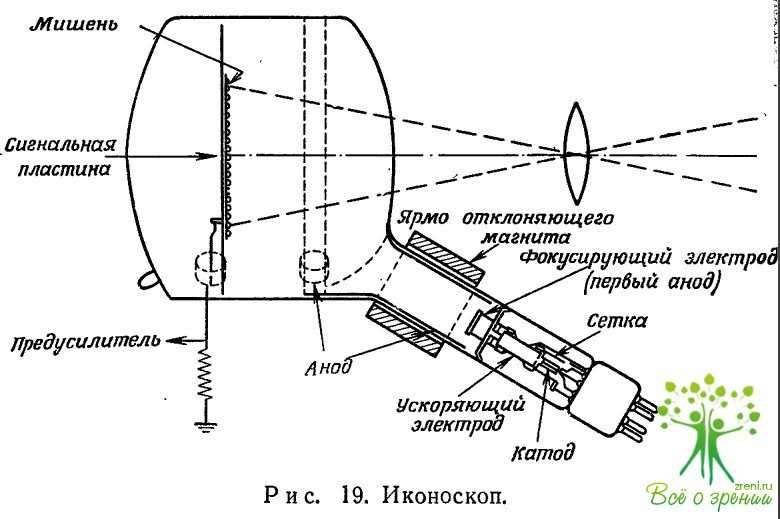 Мишень
Сигнальная
пластина
Ярмо отклоняющего
магнита
Фокусирующий электрод
(первый анод)
Сетка
Предусилитель
Анод
Ускоряющий
электрод
Катод
Рис. 19. Иконоскоп.
zreni.ru
Всё о зрении